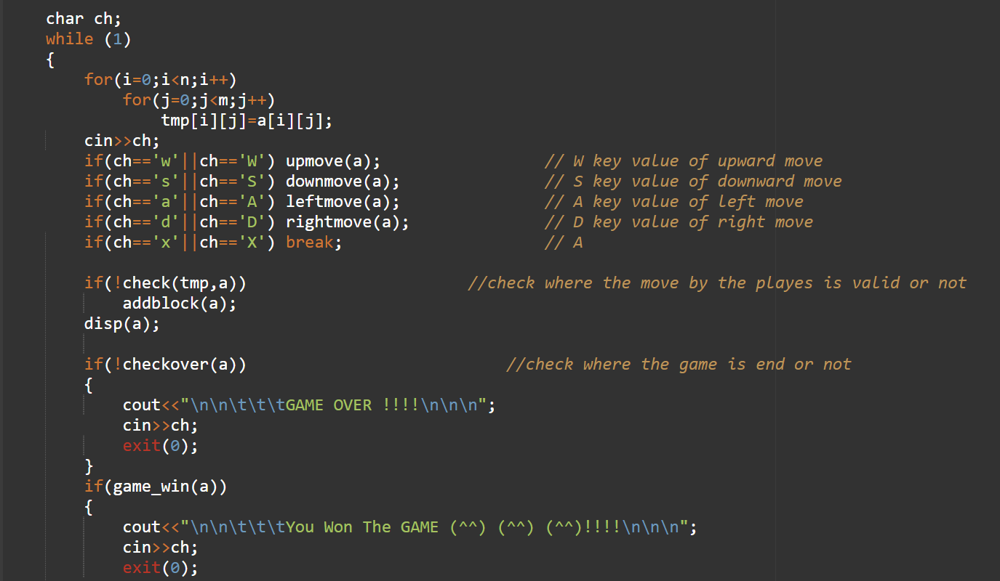 char ch;
while (1)
{
for(i=0;i<n;i++)
for(j=0;j<m;j++)
tmp[i][j]=a[i][j];
cin>>ch;
if(ch=='w'||ch=='W') upmove(a); // W key value of upward move
if(ch=='s'||ch=='S') downmove(a); // S key value of downward move
if(ch=='a'||ch=='A') leftmove(a); // A key value of left move
if(ch=='d'||ch=='D') rightmove(a); // D key value of right move
if(ch=='x'||ch=='X') break; // A
if(!check(tmp,a)) //check where the move by the playes is valid or not
addblock(a);
disp(a);
if(!checkover(a)) //check where the game is end or not
{
cout<<"\n\n\t\t\tGAME OVER !!!!\n\n\n";
cin>>ch;
exit(0);
}
if(game_win(a))
{
cout<<"\n\n\t\t\tYou Won The GAME (^^) (^^) (^^)!!!!\n\n\n";
cin>>ch;
exit(0);